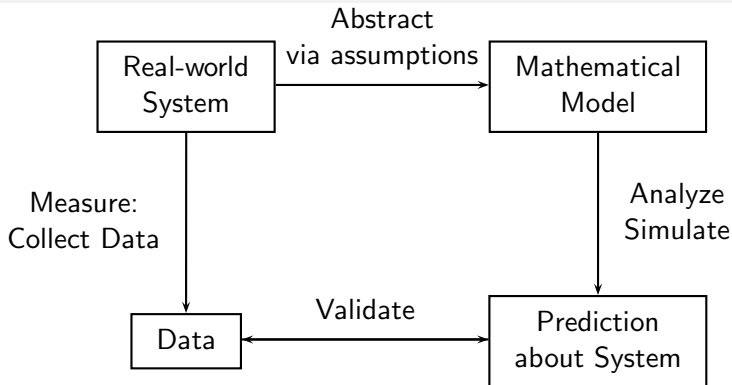 Abstract
via assumptions
Real-world
System
Mathematical
Model
Measure:
Collect Data
Analyze
Simulate
Data
Validate
Prediction
about System